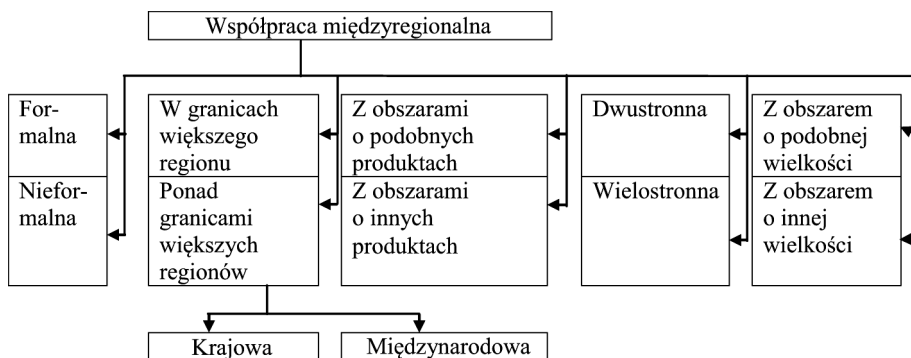 Współpraca międzyregionalna
For-
malna
Niefor-
malna
W granicach
większego
regionu
Ponad
granicami
większych
regionów
Z obszarami
o podobnych
produktach
Z obszarami
o innych
produktach
Dwustronna
Wielostronna
Z obszarem
o podobnej
wielkości
Z obszarem
o innej
wielkości
Krajowa
Międzynarodowa